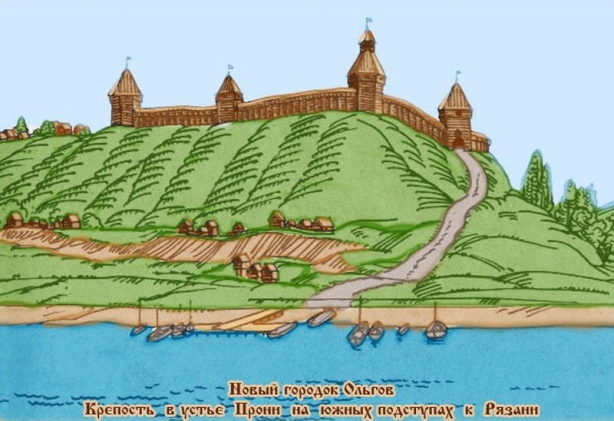 Новый городок Ольгов
Крепость в устье Прони на южных подступах к Рязани